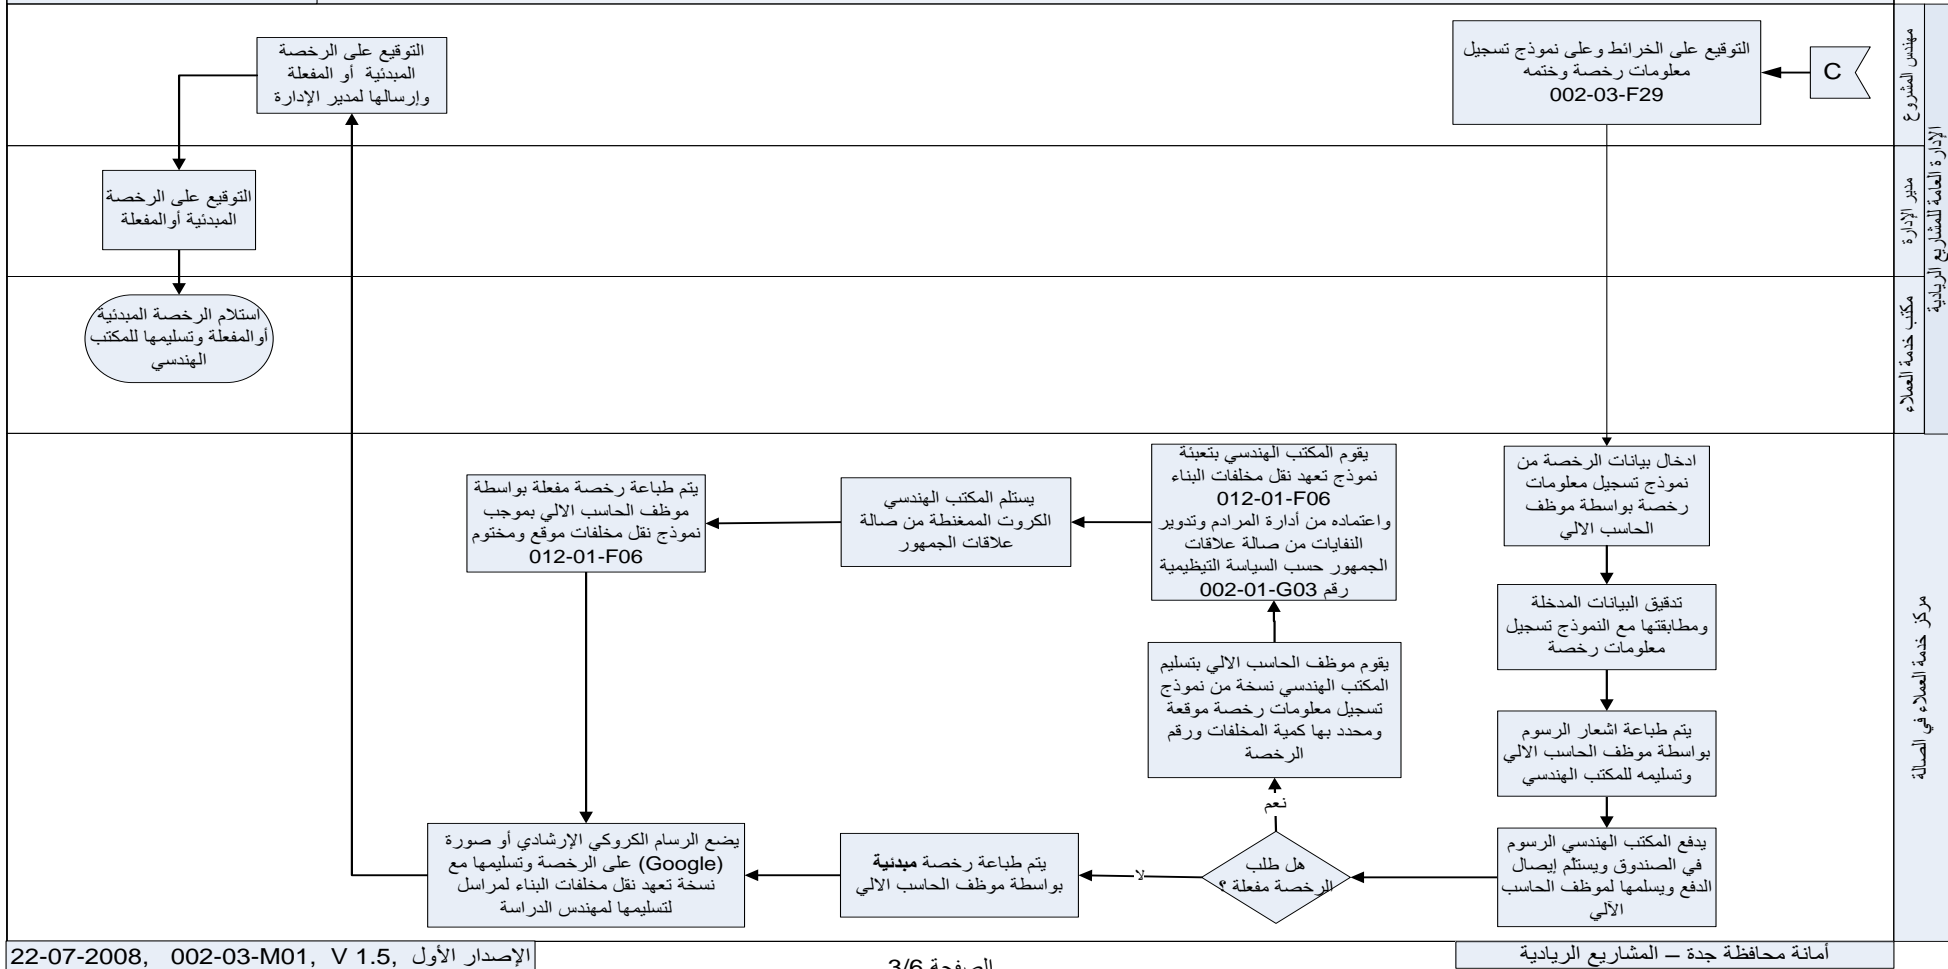 الإدارة العامة للمشاريع الريادية
مهندس المشروع
C
التوقيع على الخرائط وعلى نموذج تسجيل
معلومات رخصة وختمه
002-03-F29
التوقيع على الرخصة
المبدئية أو المفعلة
وإرسالها لمدير الإدارة
مدير الإدارة
التوقيع على الرخصة
المبدئية أوالمفعلة
مكتب خدمة العملاء
استلام الرخصة المبدئية
أوالمفعلة وتسليمها للمكتب
الهندسي
مركز خدمة العملاء في الصالة
ادخال بيانات الرخصة من
نموذج تسجيل معلومات
رخصة بواسطة موظف
الحاسب الالي
تدقيق البيانات المدخلة
ومطابقتها مع النموذج تسجيل
معلومات رخصة
يتم طباعة اشعار الرسوم
بواسطة موظف الحاسب الالي
وتسليمه للمكتب الهندسي
يدفع المكتب الهندسي الرسوم
في الصندوق ويستلم إيصال
الدفع ويسلمها لموظف الحاسب
الآلي
هل طلب
الرخصة مفعلة ؟
نعم
لا
يقوم موظف الحاسب الالي بتسليم
المكتب الهندسي نسخة من نموذج
تسجيل معلومات رخصة موقعة
ومحدد بها كمية المخلفات ورقم
الرخصة
يقوم المكتب الهندسي بتعبئة
نموذج تعهد نقل مخلفات البناء
012-01-F06
واعتماده من أدارة المرادم وتدوير
النفايات من صالة علاقات
الجمهور حسب السياسة التيظيمية
رقم 002-01-G03
يستلم المكتب الهندسي
الكروت الممغنطة من صالة
علاقات الجمهور
يتم طباعة رخصة مفعلة بواسطة
موظف الحاسب الالي بموجب
نموذج نقل مخلفات موقع ومختوم
012-01-F06
يتم طباعة رخصة مبدئية
بواسطة موظف الحاسب الالي
يضع الرسام الكروكي الإرشادي أو صورة
(Google) على الرخصة وتسليمها مع
نسخة تعهد نقل مخلفات البناء لمراسل
لتسليمها لمهندس الدراسة
أمانة محافظة جدة – المشاريع الريادية
الصفحة 3/6
الإصدار الأول 22-07-2008, 002-03-M01, V 1.5,